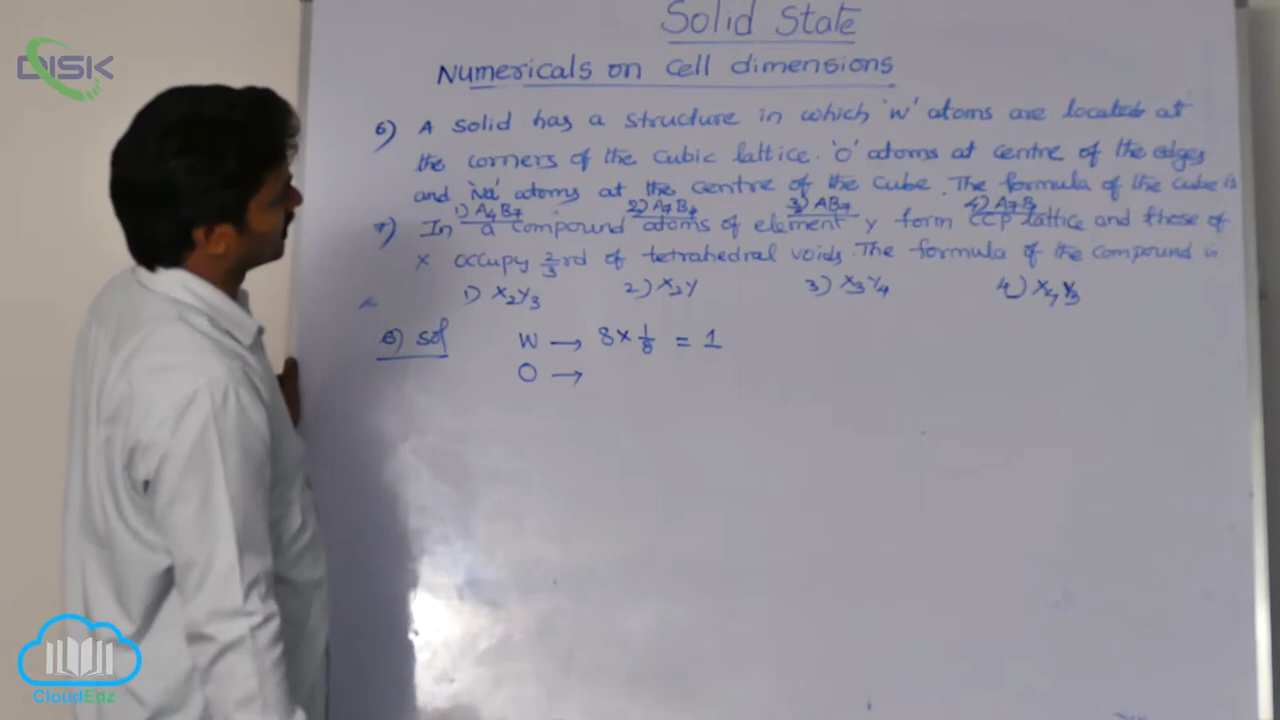 DISK
Solid State
Numericals on cell dimensions
6) A solid has a structure in which 'W' atoms are located at
the corners of the cubic lattice. 'O' atoms at centre of the edges
and 'Na' atoms at the centre of the cube. The formula of the cube is
1) A4B7 2) A7B4 3) AB7 4) A7B
7) In a compound atoms of element y form CCP lattice and those of
x occupy 2/3rd of tetrahedral voids. The formula of the compound is
1) X2Y3 2) X2Y 3) X3Y4 4) X4Y3
6) sol W → 8 × 1/8 = 1
O →
CloudEdz